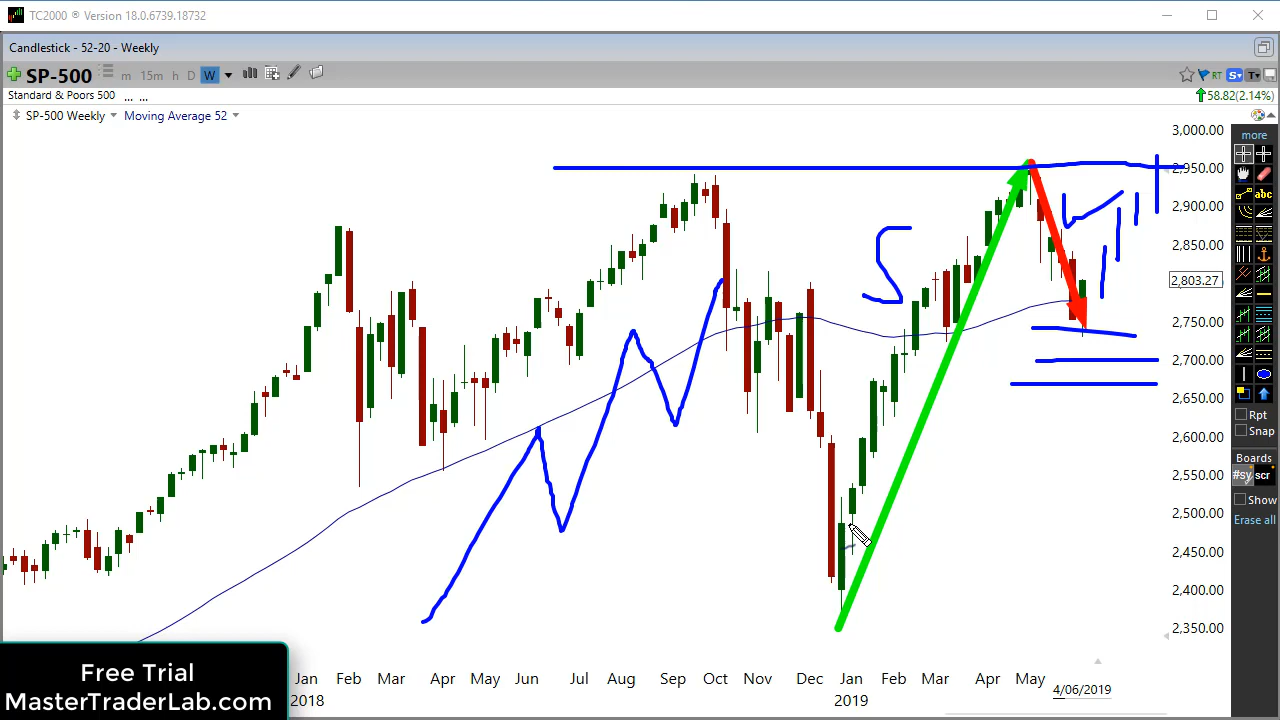 TC2000 ® Version 18.0.6739.18732
Candlestick - 52-20 - Weekly
SP-500 m 15m h D W RT S T
Standard & Poors 500 ... ... 58.82(2.14%)
SP-500 Weekly Moving Average 52
3,000.00
2,950.00
2,900.00
2,850.00
2,803.27
2,750.00
2,700.00
2,650.00
2,600.00
2,550.00
2,500.00
2,450.00
2,400.00
2,350.00
more
abc
Rpt
Snap
Boards
#sy scr
Show
Erase all
S
Jan Feb Mar Apr May Jun Jul Aug Sep Oct Nov Dec Jan Feb Mar Apr May
2018 2019 4/06/2019
Free Trial
MasterTraderLab.com